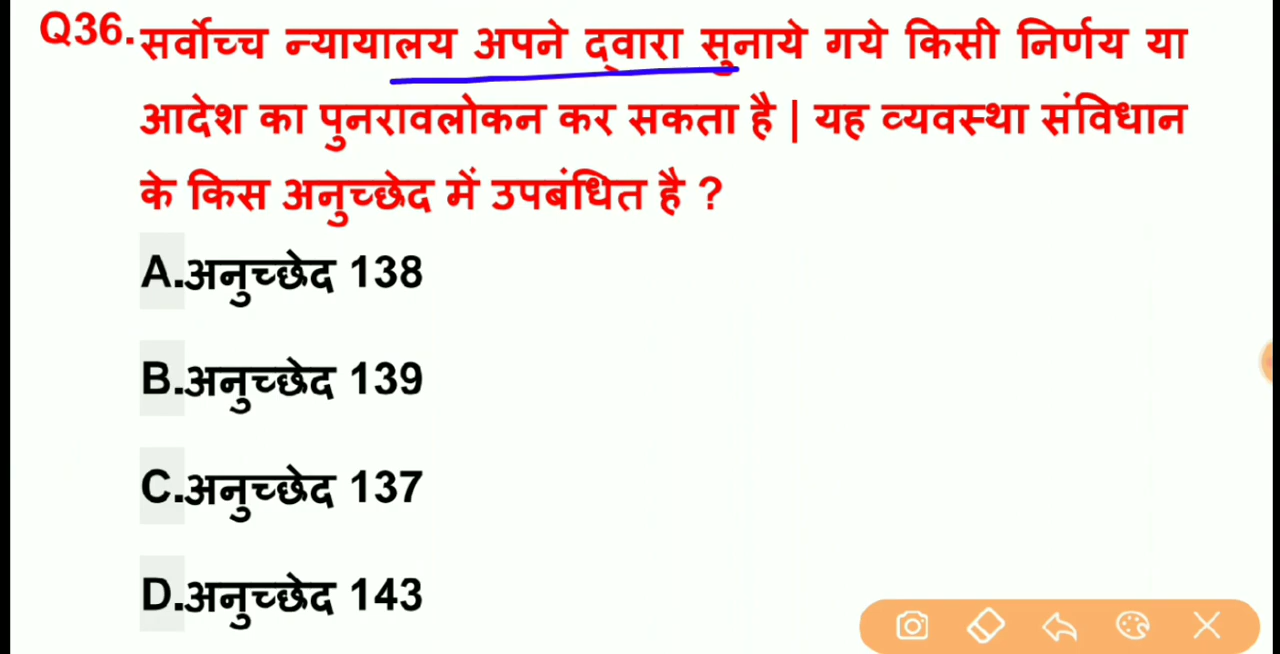 Q36. सर्वोच्च न्यायालय अपने द्वारा सुनाये गये किसी निर्णय या
आदेश का पुनरावलोकन कर सकता है | यह व्यवस्था संविधान
के किस अनुच्छेद में उपबंधित है ?
A.अनुच्छेद 138
B.अनुच्छेद 139
C.अनुच्छेद 137
D.अनुच्छेद 143